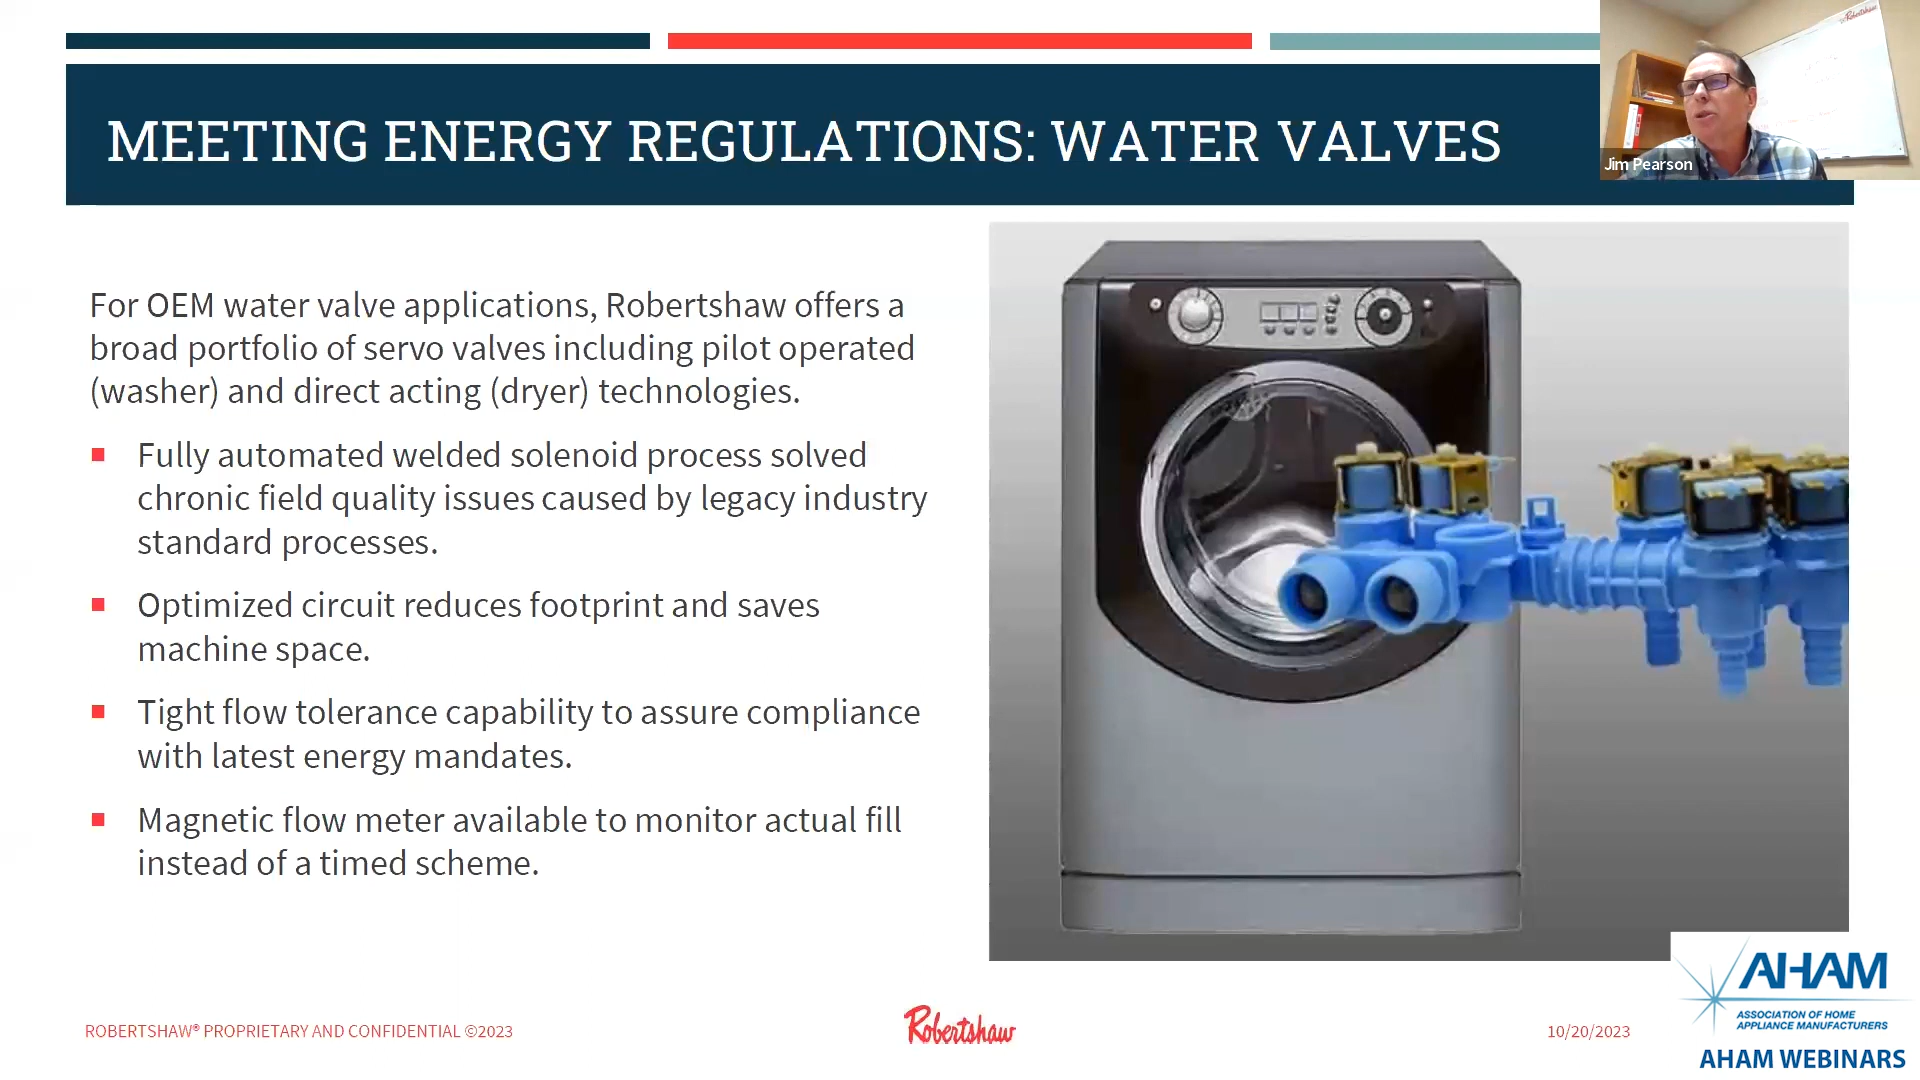 MEETING ENERGY REGULATIONS: WATER VALVES
Robertshaw
Jim Pearson
For OEM water valve applications, Robertshaw offers a
broad portfolio of servo valves including pilot operated
(washer) and direct acting (dryer) technologies.
Fully automated welded solenoid process solved
chronic field quality issues caused by legacy industry
standard processes.
Optimized circuit reduces footprint and saves
machine space.
Tight flow tolerance capability to assure compliance
with latest energy mandates.
Magnetic flow meter available to monitor actual fill
instead of a timed scheme.
ROBERTSHAW® PROPRIETARY AND CONFIDENTIAL ©2023
Robertshaw
10/20/2023
AHAM
ASSOCIATION OF HOME
APPLIANCE MANUFACTURERS
AHAM WEBINARS